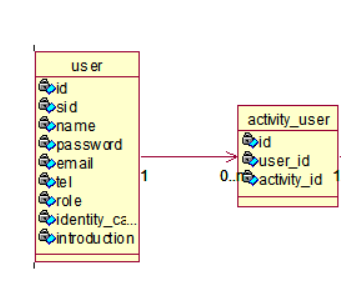 user
id
sid
name
password
email
tel
role
identity_ca...
introduction
1
0..n
activity_user
id
user_id
activity_id
1